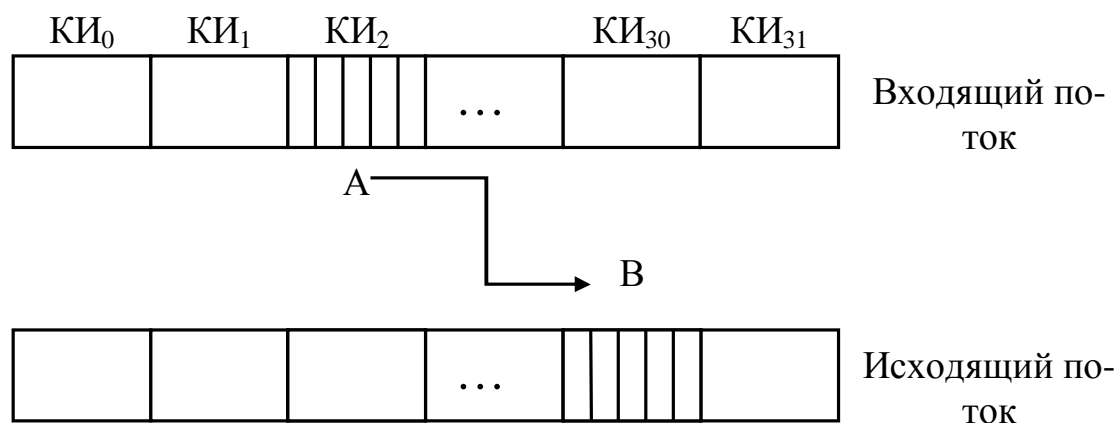 КИ₀ КИ₁ КИ₂ КИ₃₀ КИ₃₁
... Входящий по-
ток
А
В
... Исходящий по-
ток